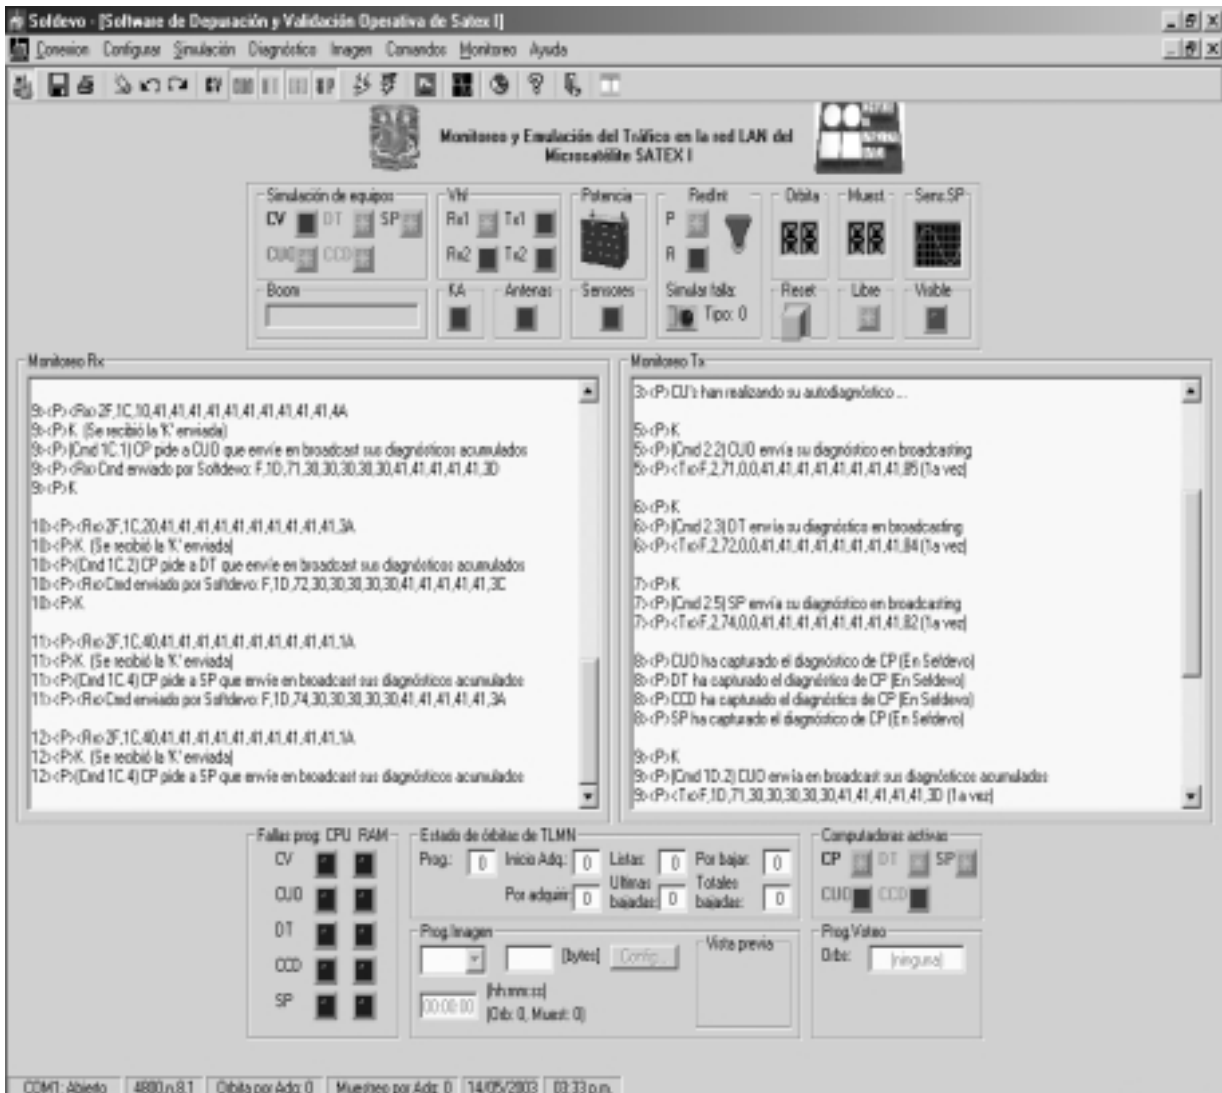 Soldevo - [Software de Depuración y Validación Operativa de Satex I]
Conexion Configurar Simulación Diagnóstico Imagen Comandos Monitoreo Ayuda
Monitoreo y Emulación del Tráfico en la red LAN del
Microsatélite SATEX I
Simulación de equipos Vhf Potencia RedInt Orbita Muest Sens.SP
CV DT SP Rx1 Tx1 P
CUO CCD Rx2 Tx2 R
Boom KA Antenas Sensores Simular falla: Reset Libre Visible
Tipo: 0
Monitoreo Rx
9><P><Rx>2F,1C,10,41,41,41,41,41,41,41,41,41,41,4A
9><P>K (Se recibió la 'K' enviada)
9><P>(Cmd 1C.1) CP pide a CUO que envíe en broadcast sus diagnósticos acumulados
9><P><Rx>Cmd enviado por Softdevo: F,1D,71,30,30,30,30,30,41,41,41,41,41,3D
9><P>K
10><P><Rx>2F,1C,20,41,41,41,41,41,41,41,41,41,41,3A
10><P>K (Se recibió la 'K' enviada)
10><P>(Cmd 1C.2) CP pide a DT que envíe en broadcast sus diagnósticos acumulados
10><P><Rx>Cmd enviado por Softdevo: F,1D,72,30,30,30,30,30,41,41,41,41,41,3C
10><P>K
11><P><Rx>2F,1C,40,41,41,41,41,41,41,41,41,41,41,1A
11><P>K (Se recibió la 'K' enviada)
11><P>(Cmd 1C.4) CP pide a SP que envíe en broadcast sus diagnósticos acumulados
11><P><Rx>Cmd enviado por Softdevo: F,1D,74,30,30,30,30,30,41,41,41,41,41,3A
12><P><Rx>2F,1C,40,41,41,41,41,41,41,41,41,41,41,1A
12><P>K (Se recibió la 'K' enviada)
12><P>(Cmd 1C.4) CP pide a SP que envíe en broadcast sus diagnósticos acumulados
Monitoreo Tx
3><P>CU's han realizando su autodiagnóstico ...
5><P>K
5><P>(Cmd 2.2) CUO envía su diagnóstico en broadcasting
5><P><Tx>F,2,71,0,0,41,41,41,41,41,41,41,41,85 (1a vez)
6><P>K
6><P>(Cmd 2.3) DT envía su diagnóstico en broadcasting
6><P><Tx>F,2,72,0,0,41,41,41,41,41,41,41,41,84 (1a vez)
7><P>K
7><P>(Cmd 2.5) SP envía su diagnóstico en broadcasting
7><P><Tx>F,2,74,0,0,41,41,41,41,41,41,41,41,82 (1a vez)
8><P>CUO ha capturado el diagnóstico de CP (En Sofdevo)
8><P>DT ha capturado el diagnóstico de CP (En Sofdevo)
8><P>CCD ha capturado el diagnóstico de CP (En Sofdevo)
8><P>SP ha capturado el diagnóstico de CP (En Sofdevo)
9><P>K
9><P>(Cmd 1D.2) CUO envía en broadcast sus diagnósticos acumulados
9><P><Tx>F,1D,71,30,30,30,30,30,41,41,41,41,41,3D (1a vez)
Fallas prog CPU RAM
CV
CUO
DT
CCD
SP
Estado de órbitas de TLMN
Prog.: 0 Inicio Adq.: 0 Listas: 0 Por bajar: 0
Por adquirir: 0 Ultimas bajadas: 0 Totales bajadas: 0
Prog.Imagen
[bytes] Config... Vista previa
00:00:00 [hh:mm:ss]
(Orb: 0, Muest: 0)
Computadoras activas
CP DT SP
CUO CCD
Prog.Voteo
Orbs: (ninguna)
COM1: Abierto 4800 n 8 1 Orbita por Adq: 0 Muestreo por Adq: 0 14/05/2003 03:33 p.m.